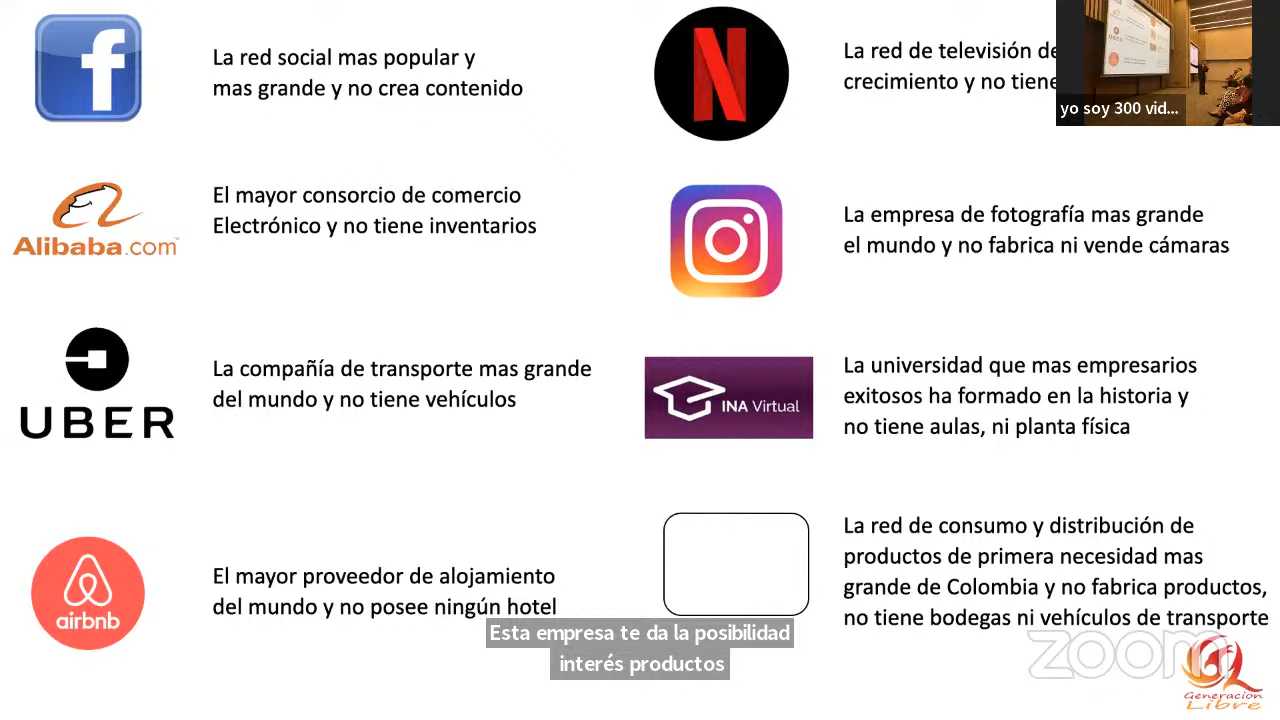 La red social mas popular y
mas grande y no crea contenido
La red de televisión de
crecimiento y no tiene
yo soy 300 vid...
Alibaba.com™
El mayor consorcio de comercio
Electrónico y no tiene inventarios
La empresa de fotografía mas grande
el mundo y no fabrica ni vende cámaras
UBER
La compañía de transporte mas grande
del mundo y no tiene vehículos
INA Virtual
La universidad que mas empresarios
exitosos ha formado en la historia y
no tiene aulas, ni planta física
airbnb
El mayor proveedor de alojamiento
del mundo y no posee ningún hotel
La red de consumo y distribución de
productos de primera necesidad mas
grande de Colombia y no fabrica productos,
no tiene bodegas ni vehículos de transporte
Esta empresa te da la posibilidad
interés productos
zoom
Generacion
Libre